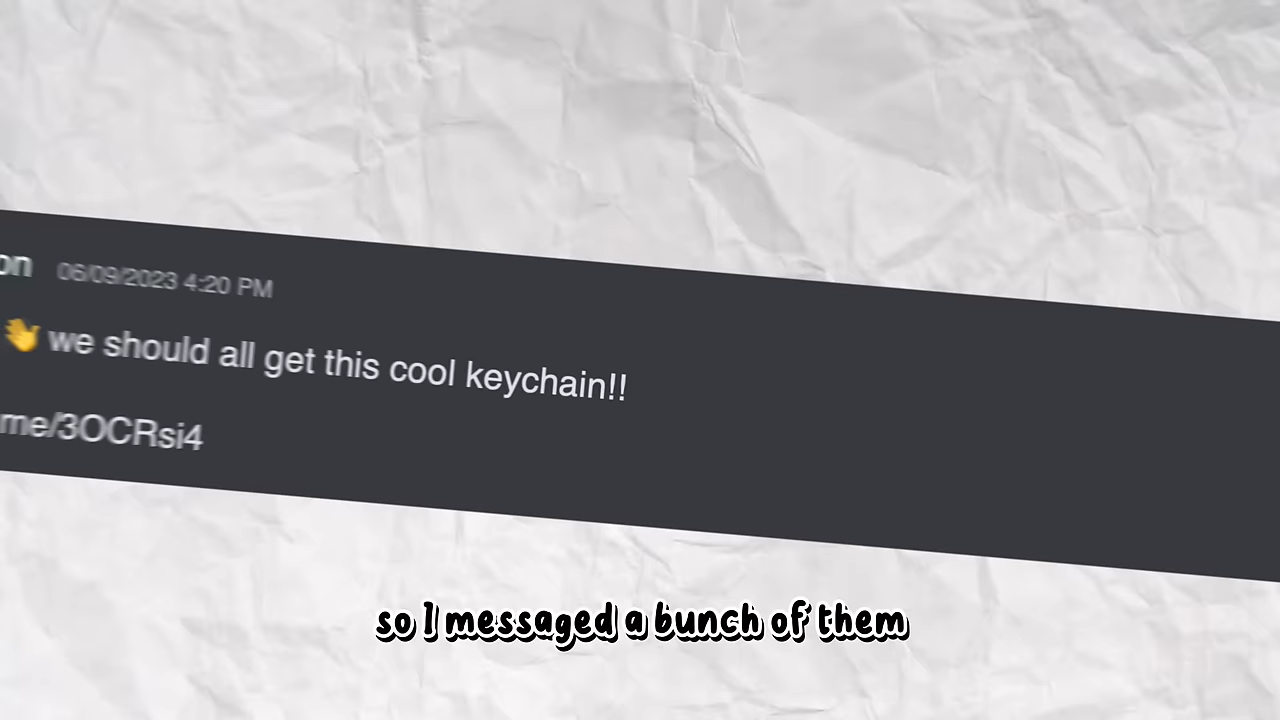 on 06/09/2023 4:20 PM
👋 we should all get this cool keychain!!
me/3OCRsi4
so I messaged a bunch of them